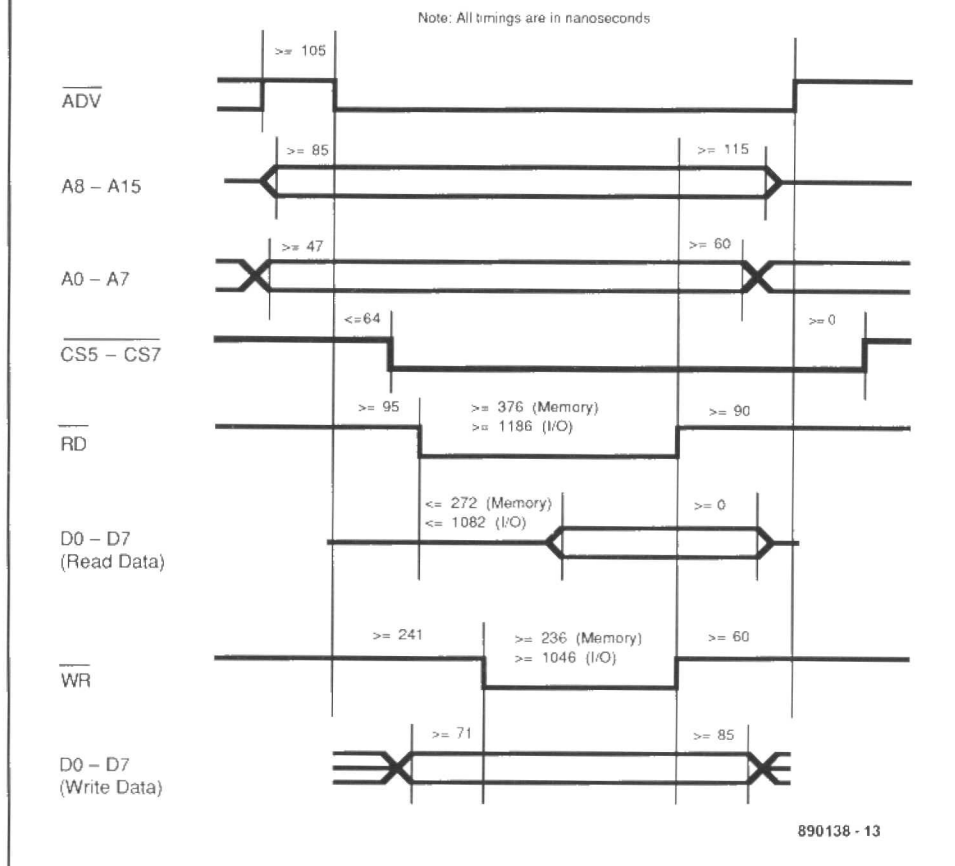 Note: All timings are in nanoseconds
>= 105
ADV
>= 85
>= 115
A8 – A15
>= 47
>= 60
A0 – A7
<=64
>=0
CS5 – CS7
>= 95
>= 376 (Memory)
>= 90
>= 1186 (I/O)
RD
<= 272 (Memory)
>= 0
<= 1082 (I/O)
D0 – D7
(Read Data)
>= 241
>= 236 (Memory)
>= 60
>= 1046 (I/O)
WR
>= 71
>= 85
D0 – D7
(Write Data)
890138 - 13